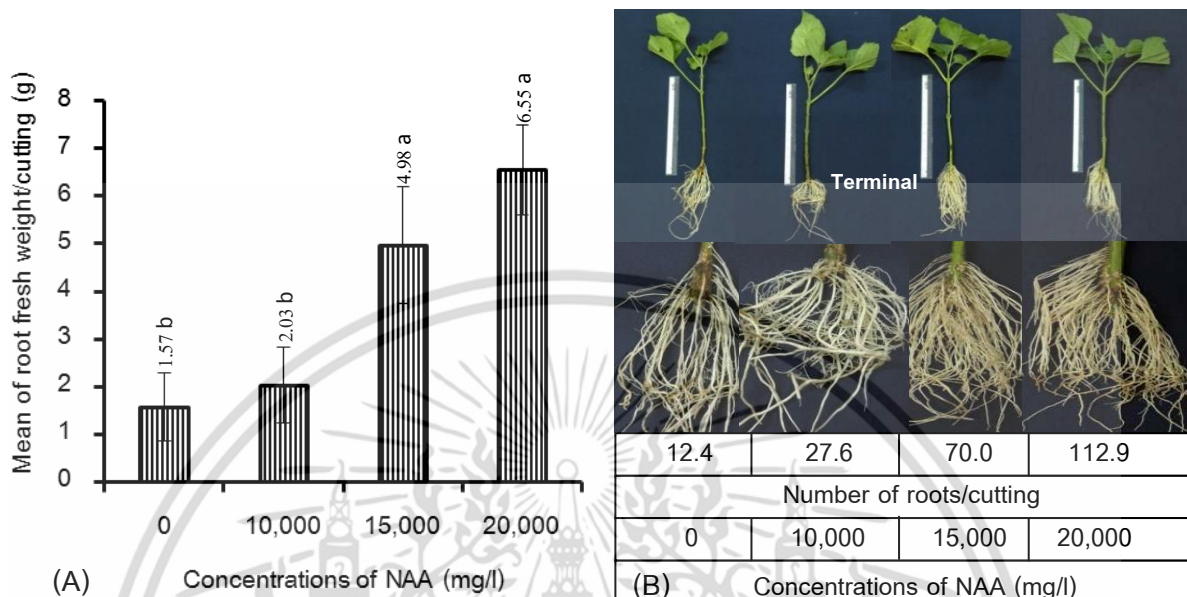 Mean of root fresh weight/cutting (g)
8
7
6
5
4
3
2
1
0
1.57 b
2.03 b
4.98 a
6.55 a
0 10,000 15,000 20,000
(A) Concentrations of NAA (mg/l)
Terminal
12.4 27.6 70.0 112.9
Number of roots/cutting
0 10,000 15,000 20,000
(B) Concentrations of NAA (mg/l)